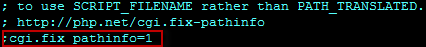 ; to use SCRIPT_FILENAME rather than PATH_TRANSLATED.
; http://php.net/cgi.fix-pathinfo
;cgi.fix_pathinfo=1